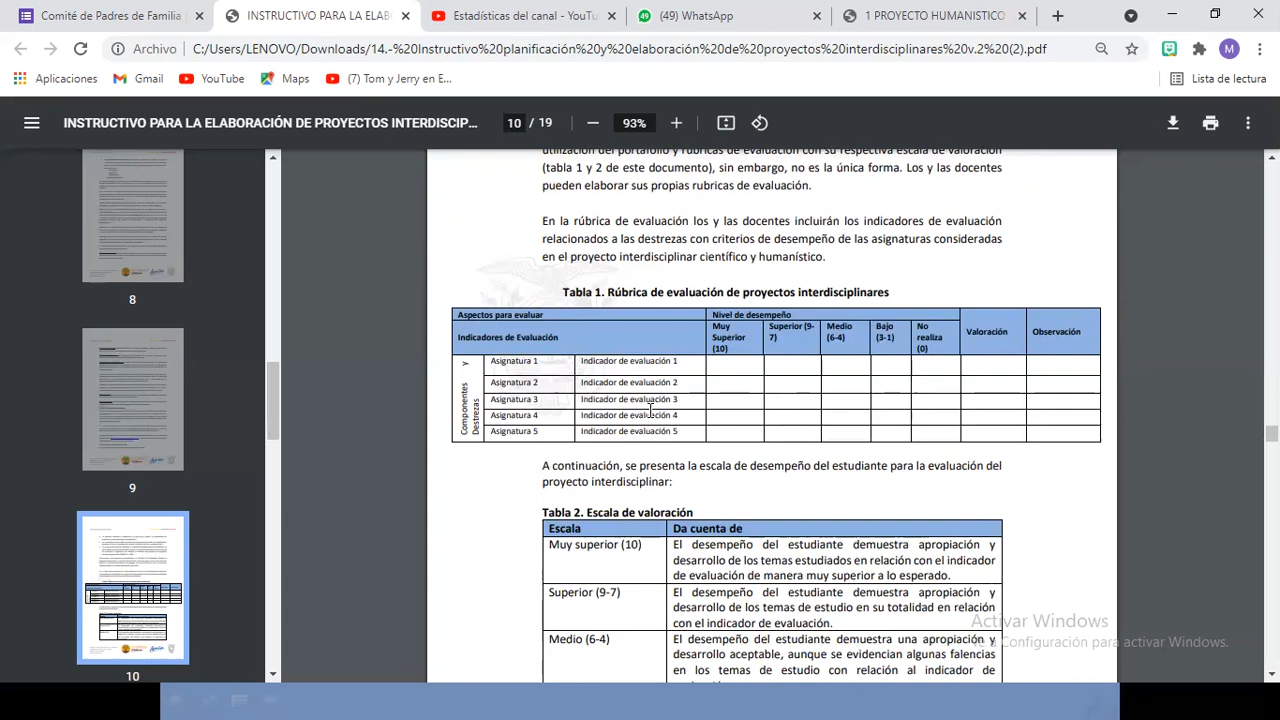 Comité de Padres de Familia
INSTRUCTIVO PARA LA ELAB
Estadísticas del canal - YouTu
(49) WhatsApp
1 PROYECTO HUMANISTICO
Archivo
C:/Users/LENOVO/Downloads/14.-%20Instructivo%20planificación%20y%20elaboración%20de%20proyectos%20interdisciplinares%20v.2%20(2).pdf
M
Aplicaciones
Gmail
YouTube
Maps
(7) Tom y Jerry en E...
Lista de lectura
INSTRUCTIVO PARA LA ELABORACIÓN DE PROYECTOS INTERDISCIP...
10 / 19
93%
8
9
10
utilización del portafolio y rúbricas de evaluación con su respectiva escala de valoración
(tabla 1 y 2 de este documento), sin embargo, no es la única forma. Los y las docentes
pueden elaborar sus propias rubricas de evaluación.
En la rúbrica de evaluación los y las docentes incluirán los indicadores de evaluación
relacionados a las destrezas con criterios de desempeño de las asignaturas consideradas
en el proyecto interdisciplinar científico y humanístico.
Tabla 1. Rúbrica de evaluación de proyectos interdisciplinares
Aspectos para evaluar
Nivel de desempeño
Valoración
Observación
Indicadores de Evaluación
Muy Superior (10)
Superior (9-7)
Medio (6-4)
Bajo (3-1)
No realiza (0)
Componentes y
Destrezas
Asignatura 1 Indicador de evaluación 1
Asignatura 2 Indicador de evaluación 2
Asignatura 3 Indicador de evaluación 3
Asignatura 4 Indicador de evaluación 4
Asignatura 5 Indicador de evaluación 5
A continuación, se presenta la escala de desempeño del estudiante para la evaluación del
proyecto interdisciplinar:
Tabla 2. Escala de valoración
Escala Da cuenta de
Muy superior (10) El desempeño del estudiante demuestra apropiación y
desarrollo de los temas estudiados en relación con el indicador
de evaluación de manera muy superior a lo esperado.
Superior (9-7) El desempeño del estudiante demuestra apropiación y
desarrollo de los temas de estudio en su totalidad en relación
con el indicador de evaluación.
Medio (6-4) El desempeño del estudiante demuestra una apropiación y
desarrollo aceptable, aunque se evidencian algunas falencias
en los temas de estudio con relación al indicador de
Activar Windows
Ve a Configuración para activar Windows.